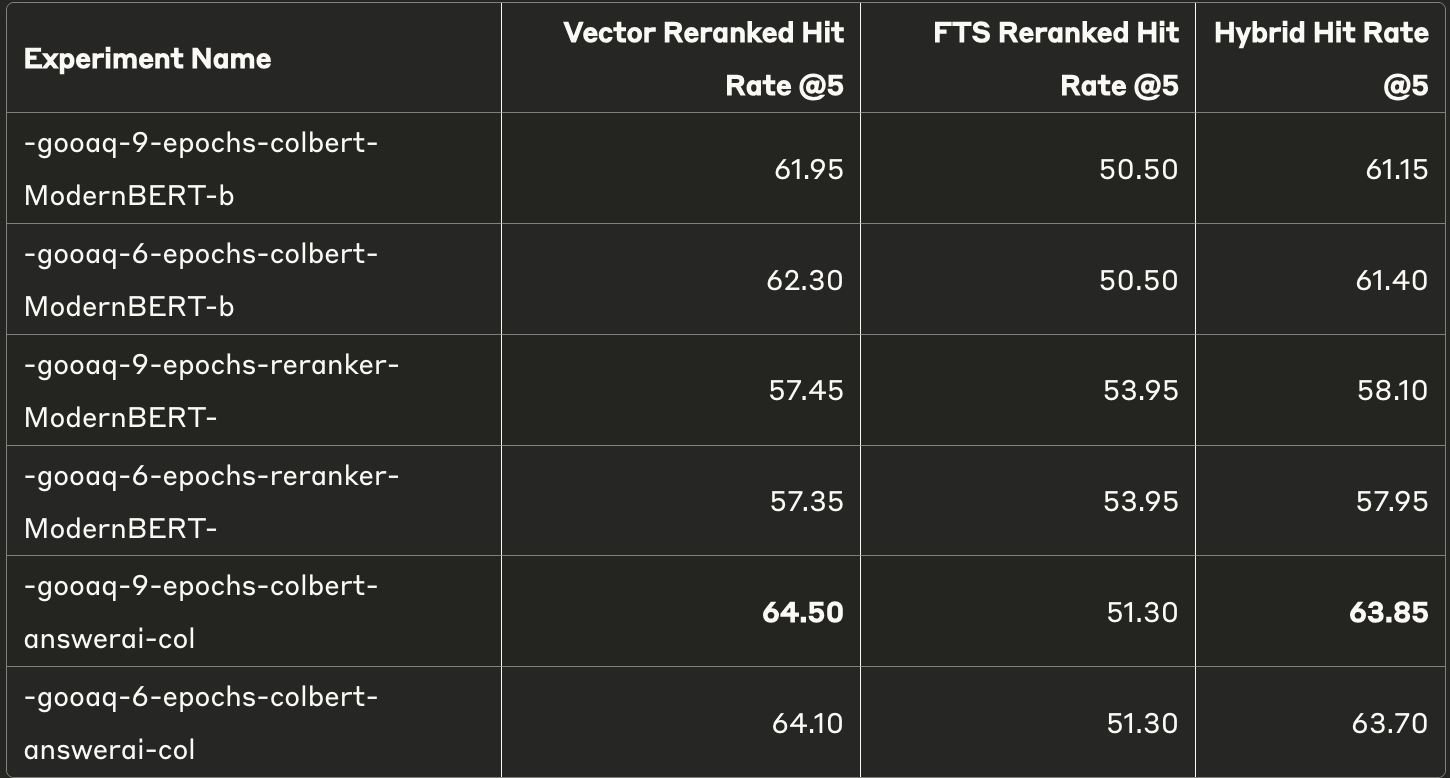 Experiment Name
Vector Reranked Hit
Rate @5
FTS Reranked Hit
Rate @5
Hybrid Hit Rate
@5
-gooaq-9-epochs-colbert-
ModernBERT-b
61.95
50.50
61.15
-gooaq-6-epochs-colbert-
ModernBERT-b
62.30
50.50
61.40
-gooaq-9-epochs-reranker-
ModernBERT-
57.45
53.95
58.10
-gooaq-6-epochs-reranker-
ModernBERT-
57.35
53.95
57.95
-gooaq-9-epochs-colbert-
answerai-col
64.50
51.30
63.85
-gooaq-6-epochs-colbert-
answerai-col
64.10
51.30
63.70